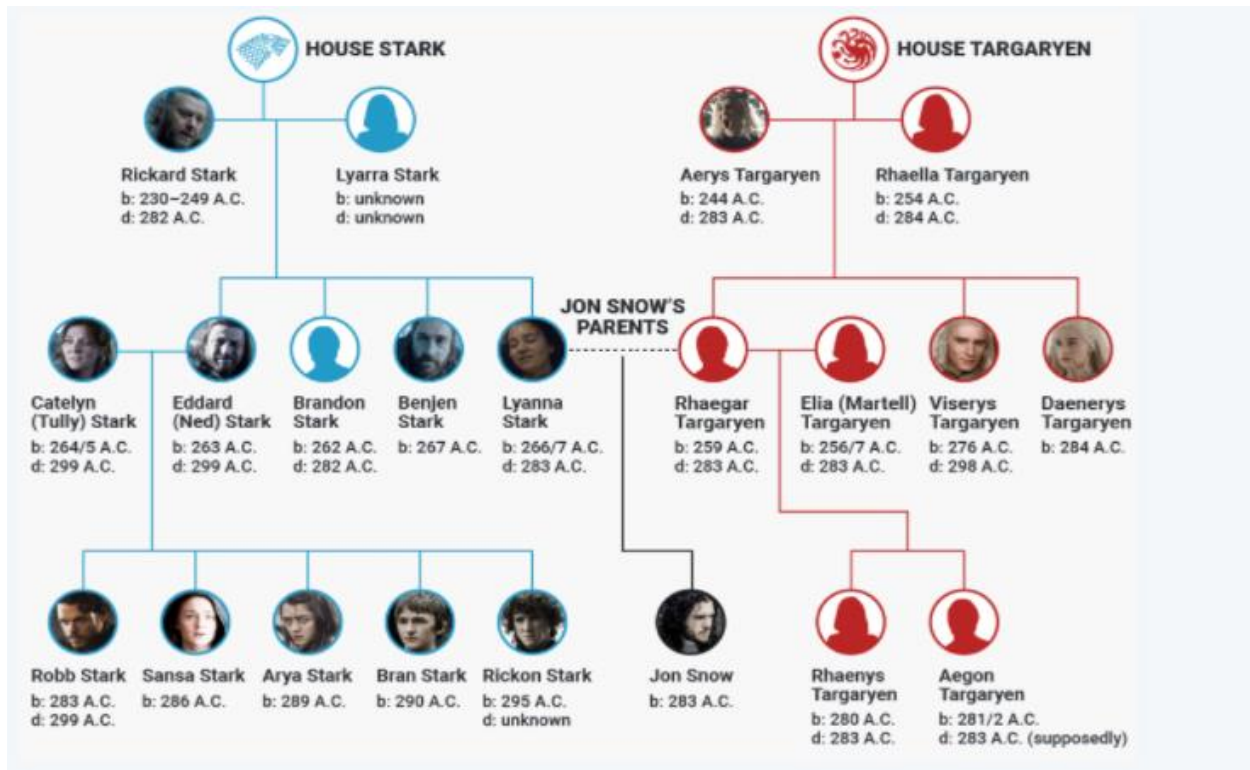 HOUSE STARK
HOUSE TARGARYEN
Rickard Stark
b: 230–249 A.C.
d: 282 A.C.
Lyarra Stark
b: unknown
d: unknown
Aerys Targaryen
b: 244 A.C.
d: 283 A.C.
Rhaella Targaryen
b: 254 A.C.
d: 284 A.C.
JON SNOW'S
PARENTS
Catelyn
(Tully) Stark
b: 264/5 A.C.
d: 299 A.C.
Eddard
(Ned) Stark
b: 263 A.C.
d: 299 A.C.
Brandon
Stark
b: 262 A.C.
d: 282 A.C.
Benjen
Stark
b: 267 A.C.
Lyanna
Stark
b: 266/7 A.C.
d: 283 A.C.
Rhaegar
Targaryen
b: 259 A.C.
d: 283 A.C.
Elia (Martell)
Targaryen
b: 256/7 A.C.
d: 283 A.C.
Viserys
Targaryen
b: 276 A.C.
d: 298 A.C.
Daenerys
Targaryen
b: 284 A.C.
Robb Stark
b: 283 A.C.
d: 299 A.C.
Sansa Stark
b: 286 A.C.
Arya Stark
b: 289 A.C.
Bran Stark
b: 290 A.C.
Rickon Stark
b: 295 A.C.
d: unknown
Jon Snow
b: 283 A.C.
Rhaenys
Targaryen
b: 280 A.C.
d: 283 A.C.
Aegon
Targaryen
b: 281/2 A.C.
d: 283 A.C. (supposedly)